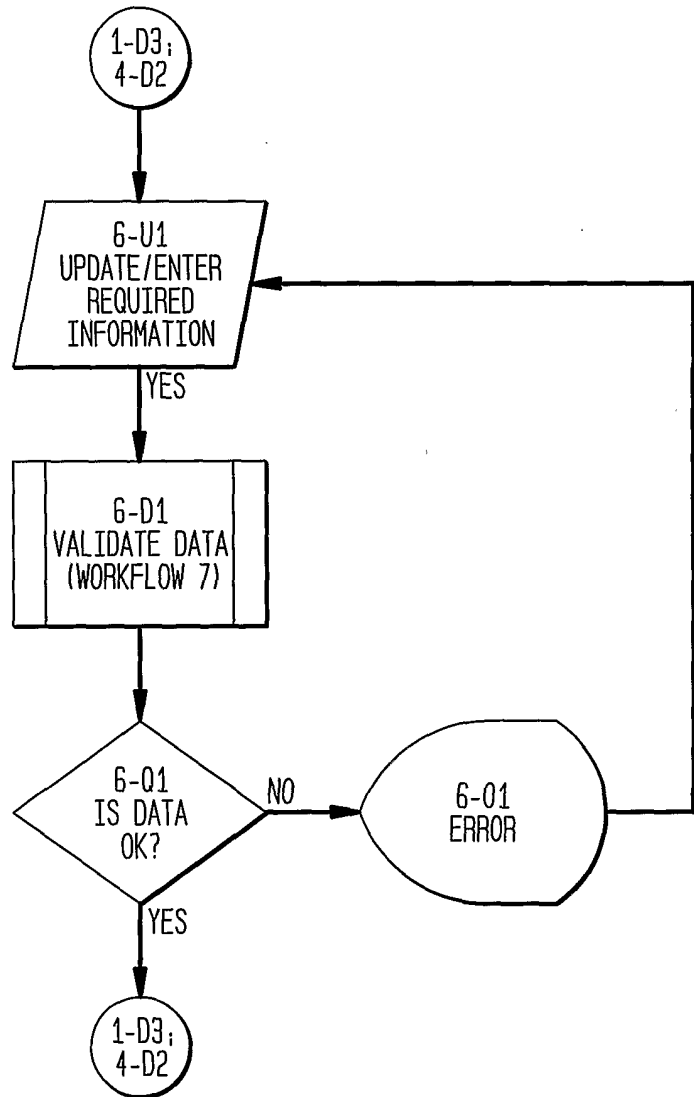 1-D3;
4-D2
6-U1
UPDATE/ENTER
REQUIRED
INFORMATION
YES
6-D1
VALIDATE DATA
(WORKFLOW 7)
6-Q1
IS DATA
OK?
NO
6-O1
ERROR
YES
1-D3;
4-D2